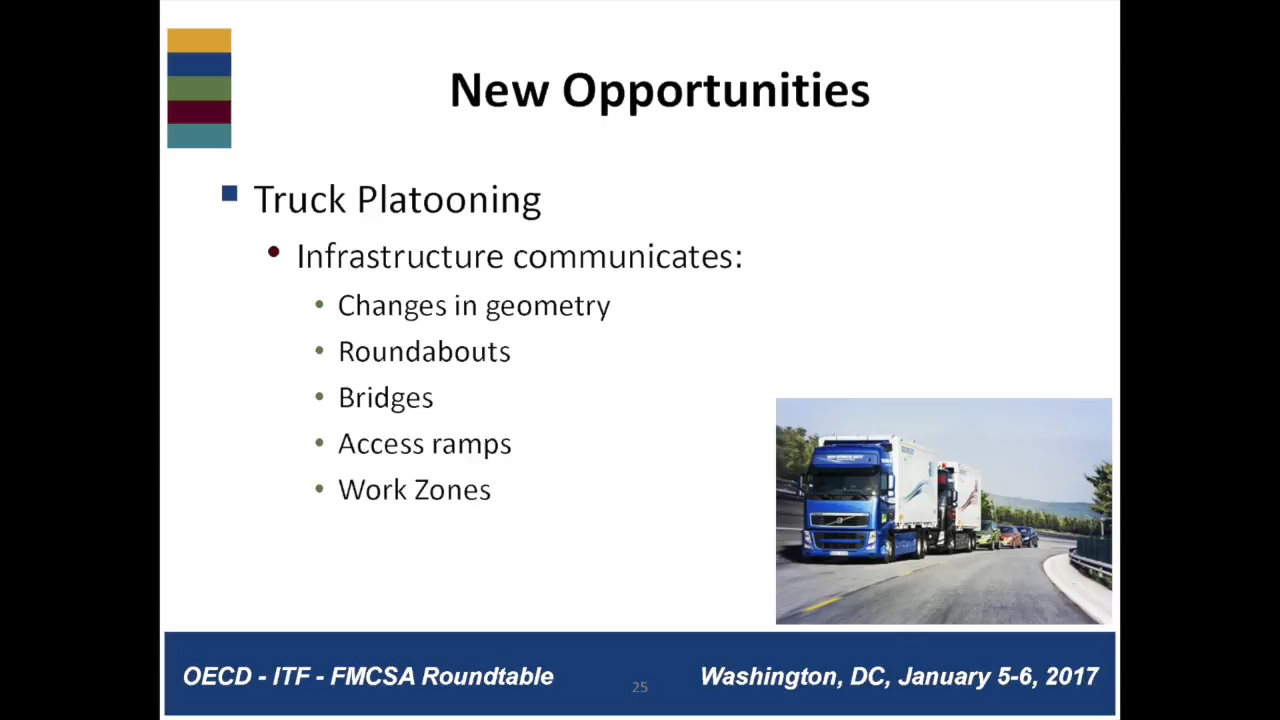 New Opportunities
Truck Platooning
Infrastructure communicates:
Changes in geometry
Roundabouts
Bridges
Access ramps
Work Zones
OECD - ITF - FMCSA Roundtable
25
Washington, DC, January 5-6, 2017